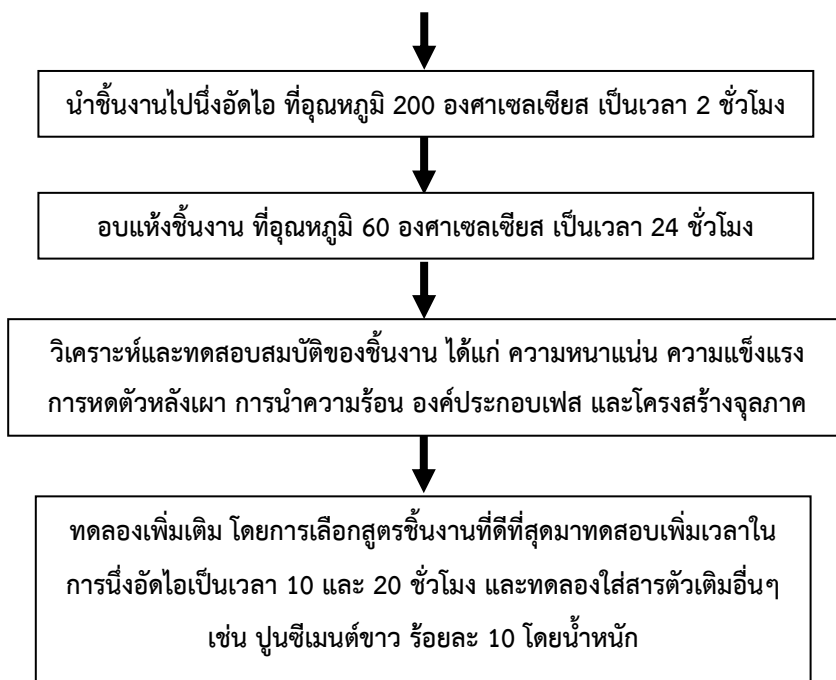 นำชิ้นงานไปนึ่งอัดไอ ที่อุณหภูมิ 200 องศาเซลเซียส เป็นเวลา 2 ชั่วโมง
อบแห้งชิ้นงาน ที่อุณหภูมิ 60 องศาเซลเซียส เป็นเวลา 24 ชั่วโมง
วิเคราะห์และทดสอบสมบัติของชิ้นงาน ได้แก่ ความหนาแน่น ความแข็งแรง
การหดตัวหลังเผา การนำความร้อน องค์ประกอบเฟส และโครงสร้างจุลภาค
ทดลองเพิ่มเติม โดยการเลือกสูตรชิ้นงานที่ดีที่สุดมาทดสอบเพิ่มเวลาใน
การนึ่งอัดไอเป็นเวลา 10 และ 20 ชั่วโมง และทดลองใส่สารตัวเติมอื่นๆ
เช่น ปูนซีเมนต์ขาว ร้อยละ 10 โดยน้ำหนัก